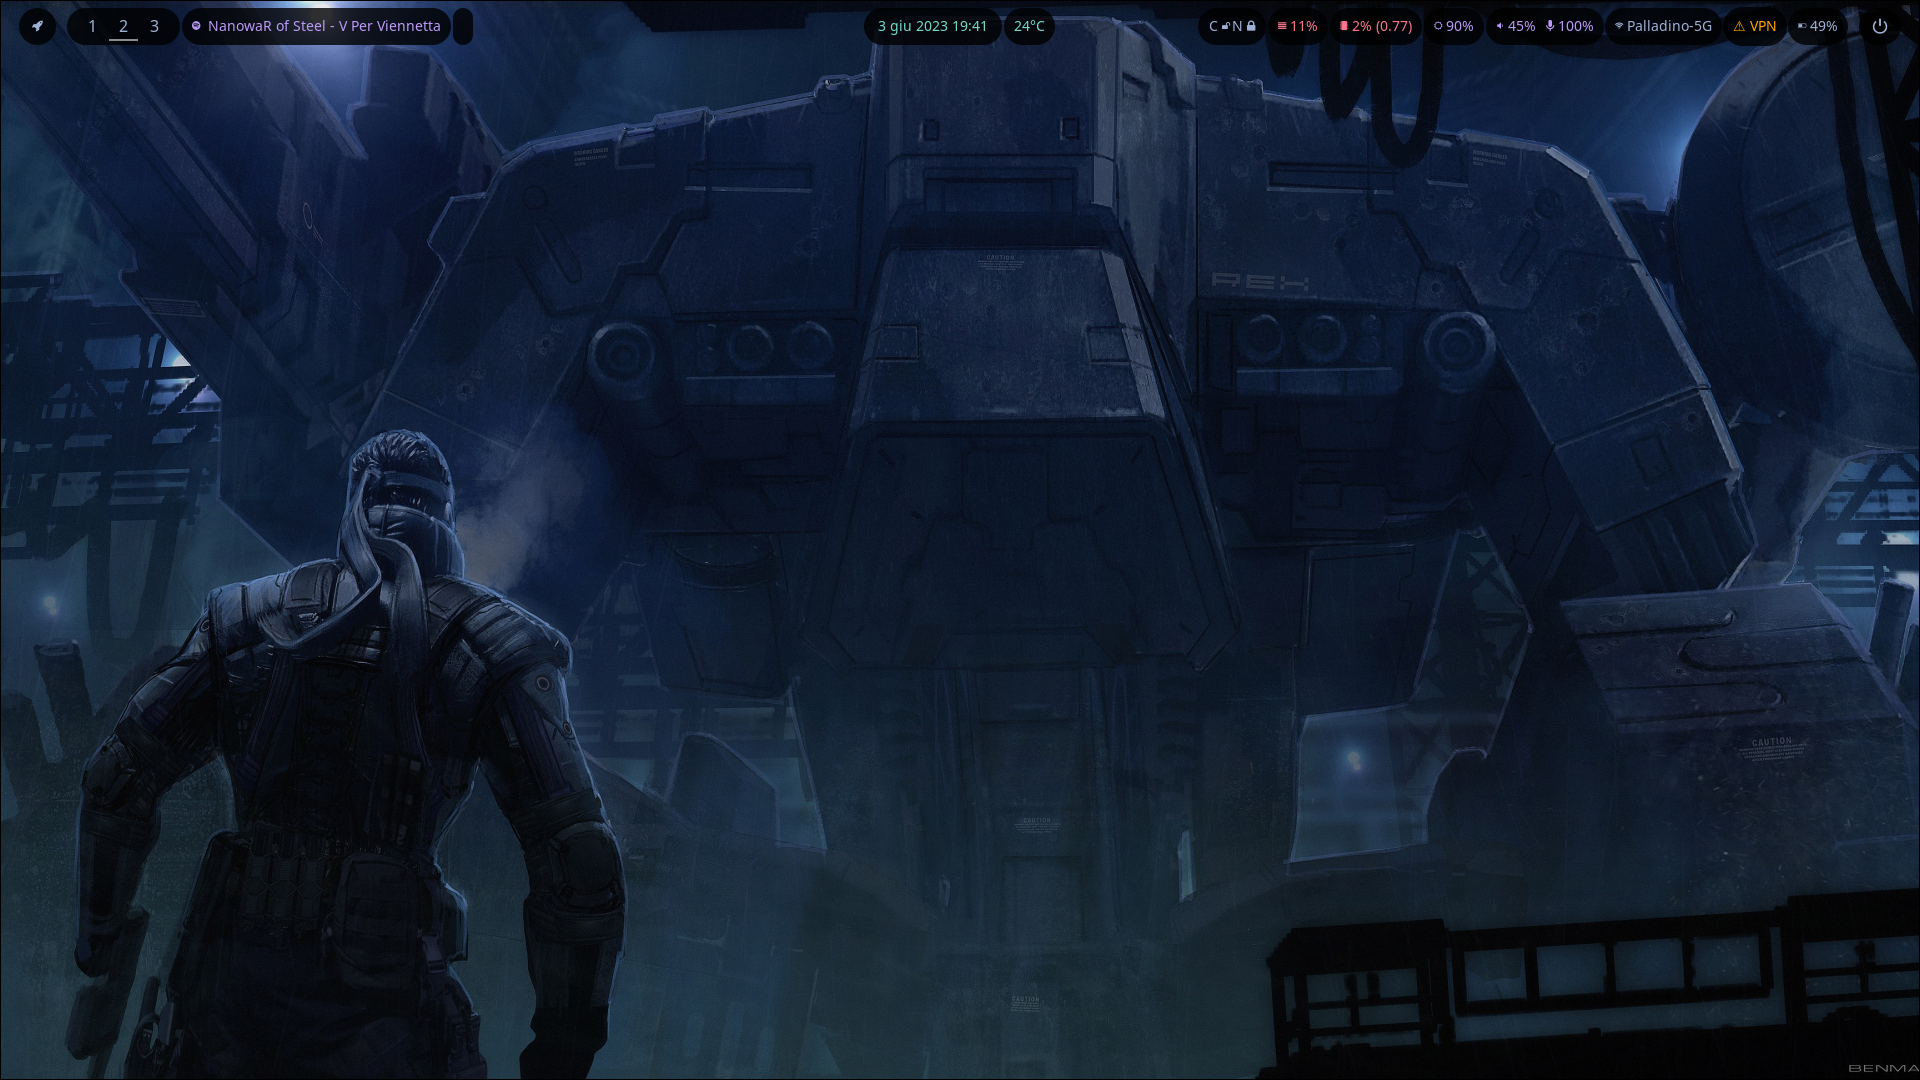 1 2 3
NanowaR of Steel - V Per Viennetta
3 giu 2023 19:41
24°C
C N
11%
2% (0.77)
90%
45% 100%
Palladino-5G
⚠ VPN
49%
CAUTION
REX
CAUTION
CAUTION
CAUTION
BENMA